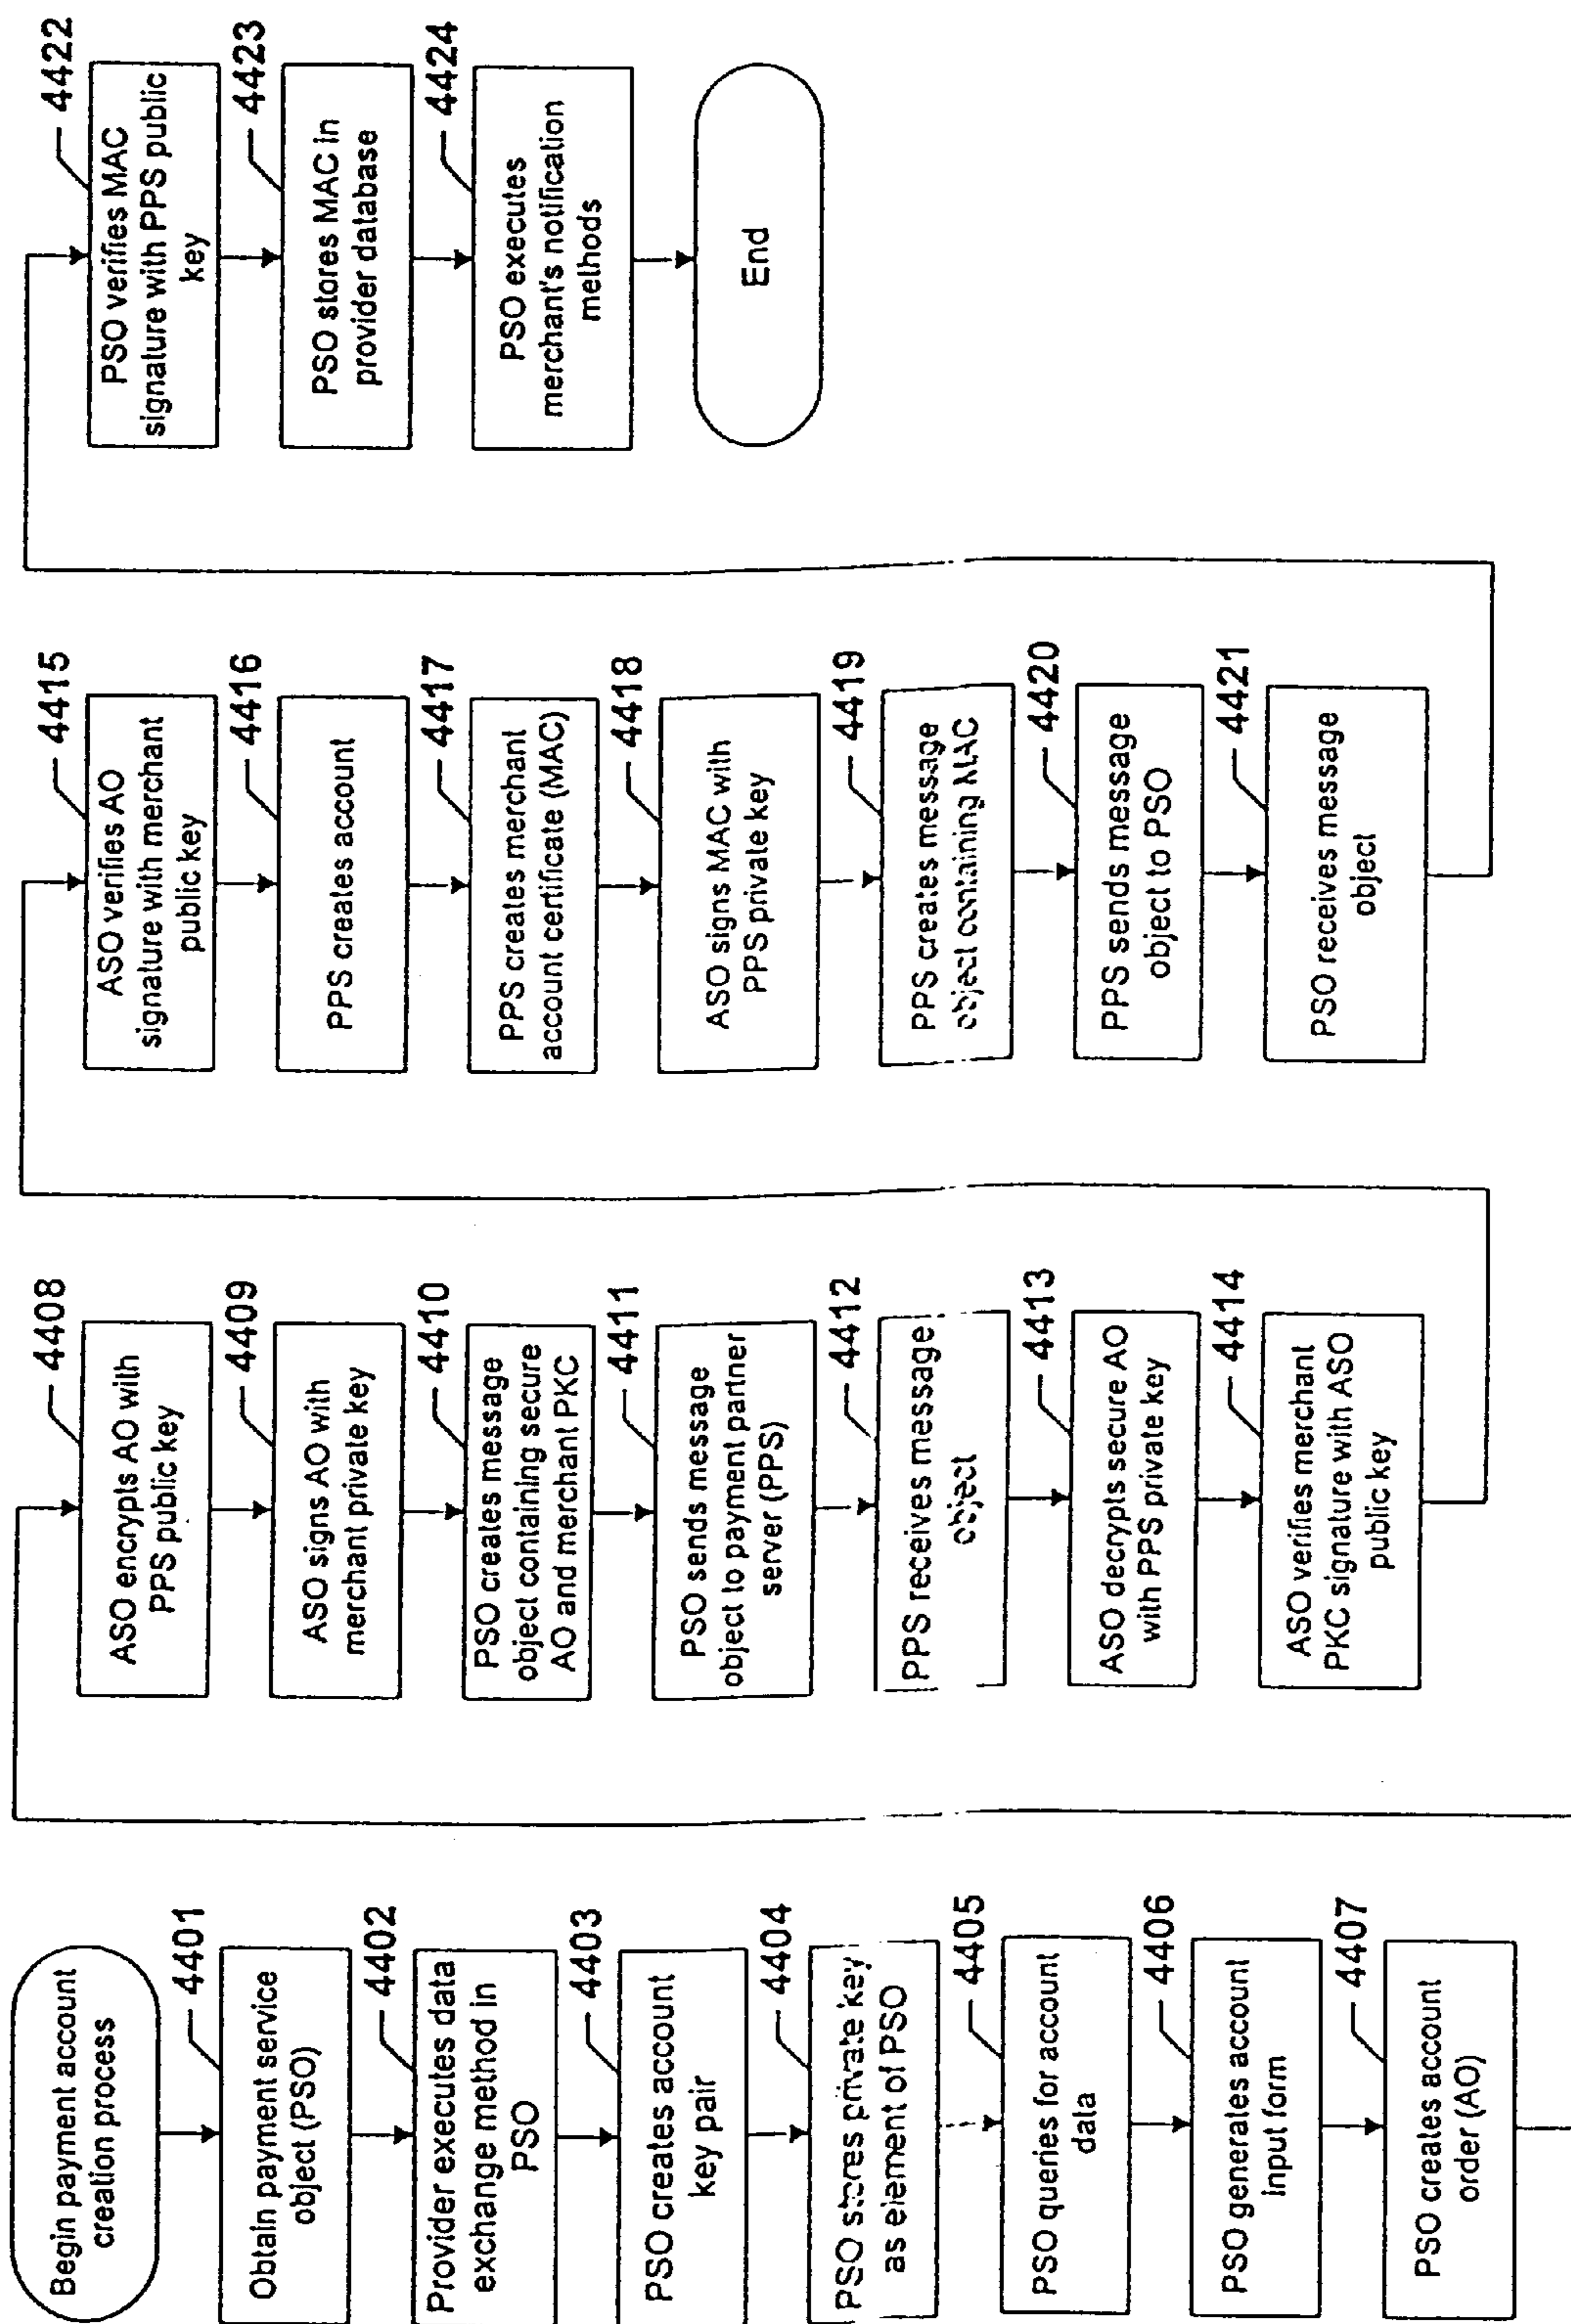 Begin payment account
creation process
4401
Obtain payment service
object (PSO)
4402
Provider executes data
exchange method in
PSO
4403
PSO creates account
key pair
4404
PSO stores private key
as element of PSO
4405
PSO queries for account
data
4406
PSO generates account
input form
4407
PSO creates account
order (AO)
4408
ASO encrypts AO with
PPS public key
4409
ASO signs AO with
merchant private key
4410
PSO creates message
object containing secure
AO and merchant PKC
4411
PSO sends message
object to payment partner
server (PPS)
4412
PPS receives message
object
4413
ASO decrypts secure AO
with PPS private key
4414
ASO verifies merchant
PKC signature with ASO
public key
4415
ASO verifies AO
signature with merchant
public key
4416
PPS creates account
4417
PPS creates merchant
account certificate (MAC)
4418
ASO signs MAC with
PPS private key
4419
PPS creates message
object containing MAC
4420
PPS sends message
object to PSO
4421
PSO receives message
object
4422
PSO verifies MAC
signature with PPS public
key
4423
PSO stores MAC in
provider database
4424
PSO executes
merchant's notification
methods
End